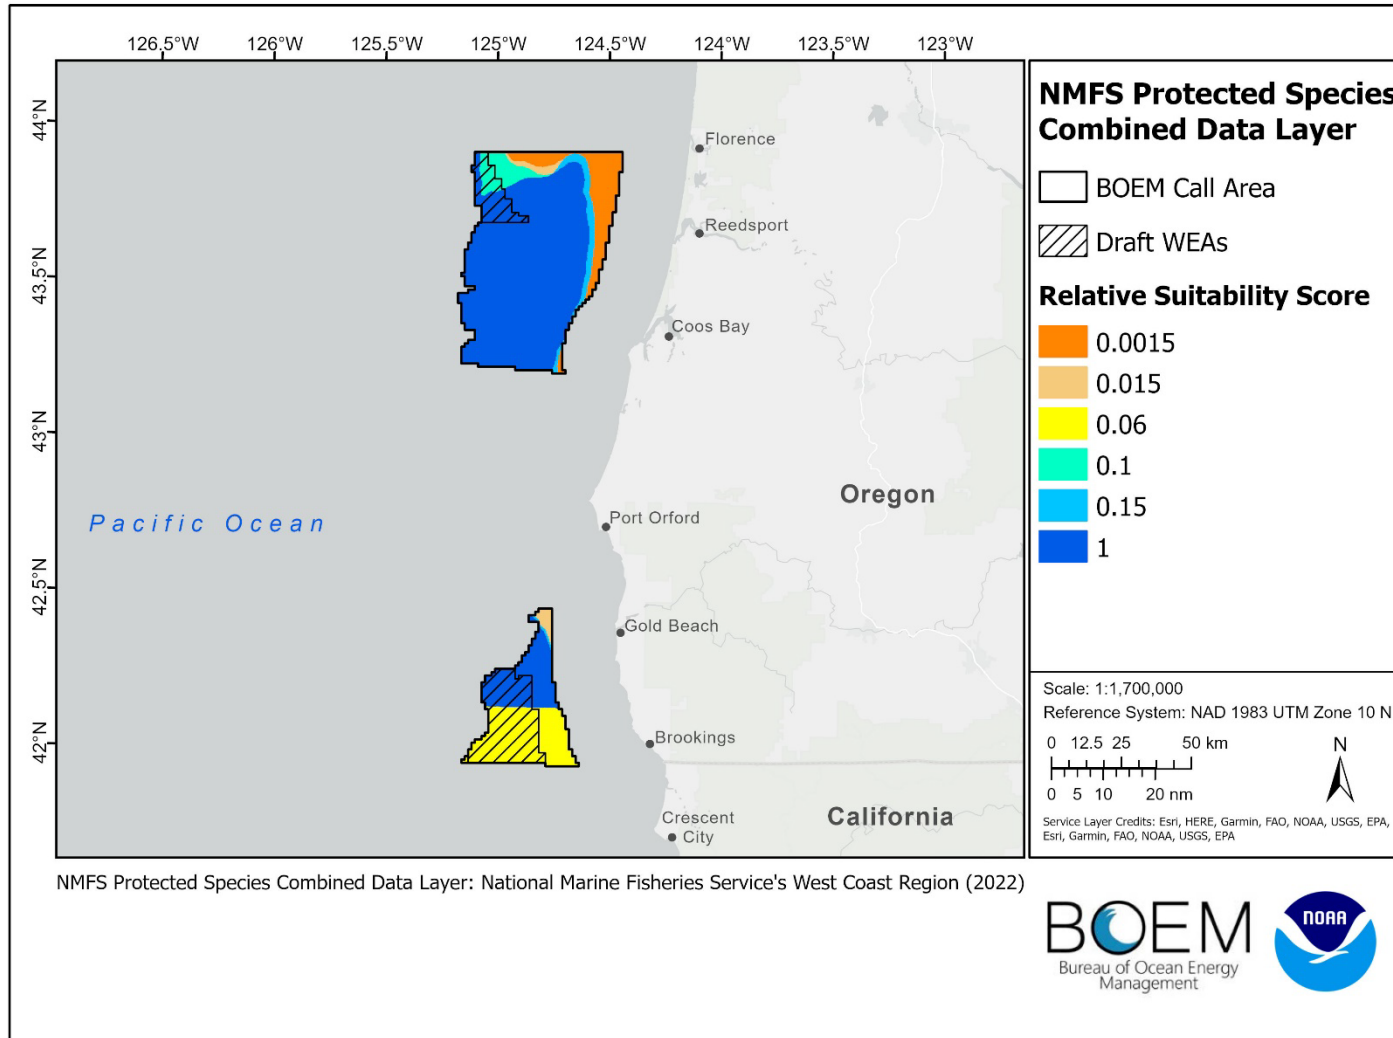 126.5°W 126°W 125.5°W 125°W 124.5°W 124°W 123.5°W 123°W
44°N
43.5°N
43°N
42.5°N
42°N
Florence
Reedsport
Coos Bay
Oregon
Port Orford
Pacific Ocean
Gold Beach
Brookings
Crescent
City
California
NMFS Protected Species
Combined Data Layer
BOEM Call Area
Draft WEAs
Relative Suitability Score
0.0015
0.015
0.06
0.1
0.15
1
Scale: 1:1,700,000
Reference System: NAD 1983 UTM Zone 10 N
0 12.5 25 50 km
0 5 10 20 nm
N
Service Layer Credits: Esri, HERE, Garmin, FAO, NOAA, USGS, EPA,
Esri, Garmin, FAO, NOAA, USGS, EPA
NMFS Protected Species Combined Data Layer: National Marine Fisheries Service's West Coast Region (2022)
BOEM
Bureau of Ocean Energy
Management
NOAA